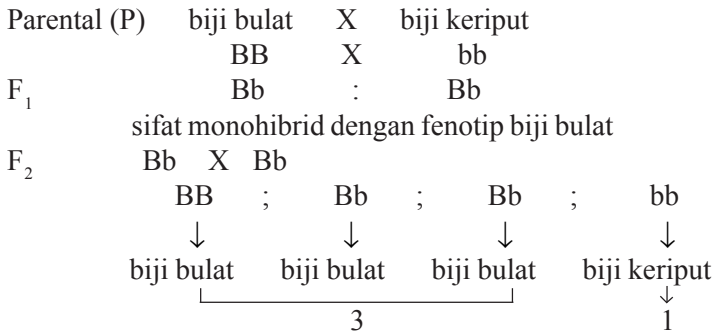 Parental (P) biji bulat X biji keriput
BB X bb
F1 Bb : Bb
sifat monohibrid dengan fenotip biji bulat
F2 Bb X Bb
BB ; Bb ; Bb ; bb
↓ ↓ ↓ ↓
biji bulat biji bulat biji bulat biji keriput
3 1